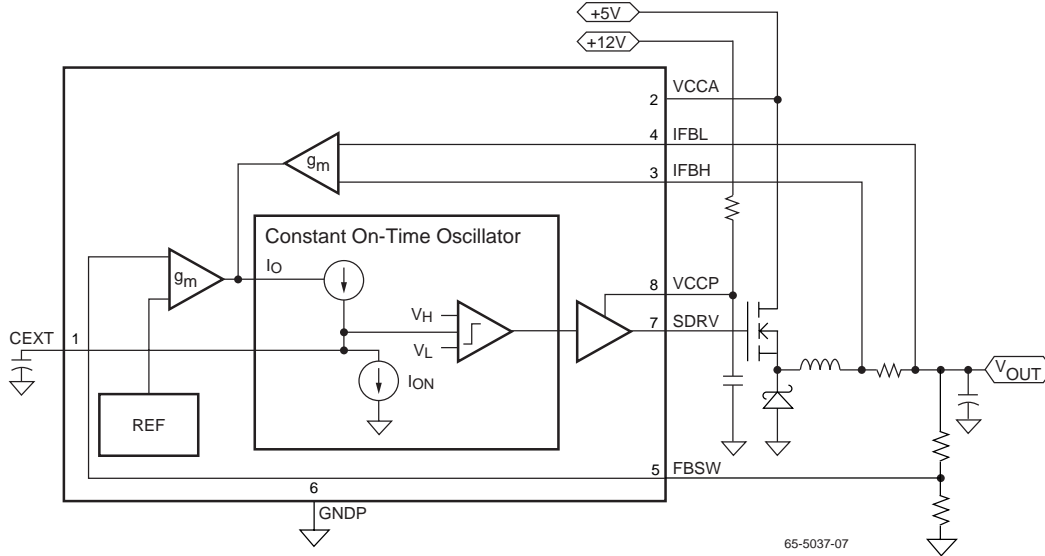 +5V
+12V
2 VCCA
4 IFBL
gm
3 IFBH
Constant On-Time Oscillator
gm
IO
8 VCCP
VH
7 SDRV
CEXT 1
VL
ION
VOUT
REF
5 FBSW
6
GNDP
65-5037-07